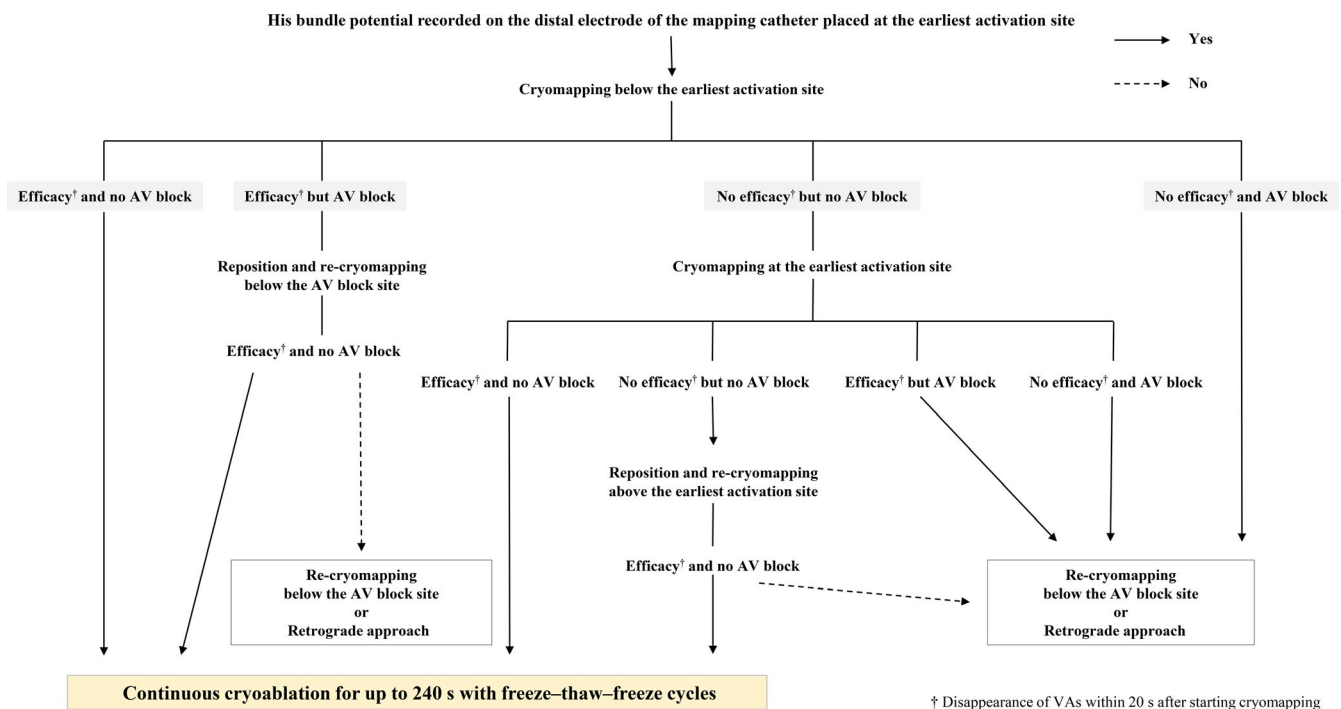 His bundle potential recorded on the distal electrode of the mapping catheter placed at the earliest activation site
Yes
No
Cryomapping below the earliest activation site
Efficacy† and no AV block
Efficacy† but AV block
No efficacy† but no AV block
No efficacy† and AV block
Reposition and re-cryomapping
below the AV block site
Cryomapping at the earliest activation site
Efficacy† and no AV block
Efficacy† and no AV block
No efficacy† but no AV block
Efficacy† but AV block
No efficacy† and AV block
Reposition and re-cryomapping
above the earliest activation site
Efficacy† and no AV block
Re-cryomapping
below the AV block site
or
Retrograde approach
Re-cryomapping
below the AV block site
or
Retrograde approach
Continuous cryoablation for up to 240 s with freeze–thaw–freeze cycles
† Disappearance of VAs within 20 s after starting cryomapping